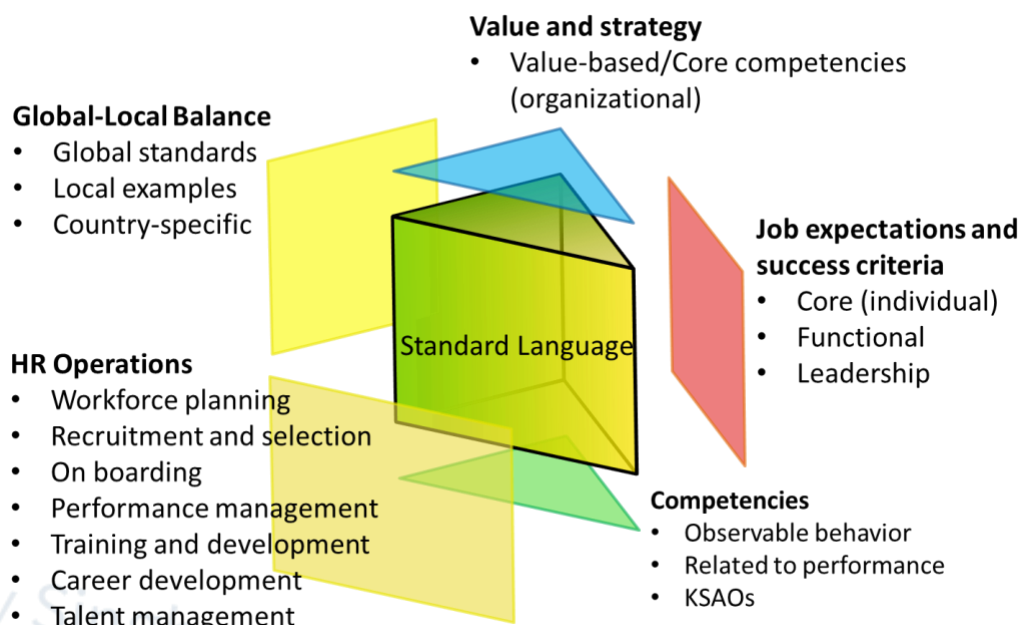 Value and strategy
• Value-based/Core competencies
(organizational)
Global-Local Balance
• Global standards
• Local examples
• Country-specific
Job expectations and
success criteria
• Core (individual)
• Functional
• Leadership
Standard Language
HR Operations
• Workforce planning
• Recruitment and selection
• On boarding
• Performance management
• Training and development
• Career development
• Talent management
Competencies
• Observable behavior
• Related to performance
• KSAOs